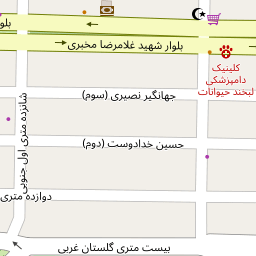 بلو
بلوار شهید غلامرضا مخبری
کلینیک
دامپزشکی
لبخند حیوانات
جهانگیر نصیری (سوم)
شانزده متری اول جنوبی
حسین خدادوست (دوم)
دوازده متری
بیست متری گلستان غربی